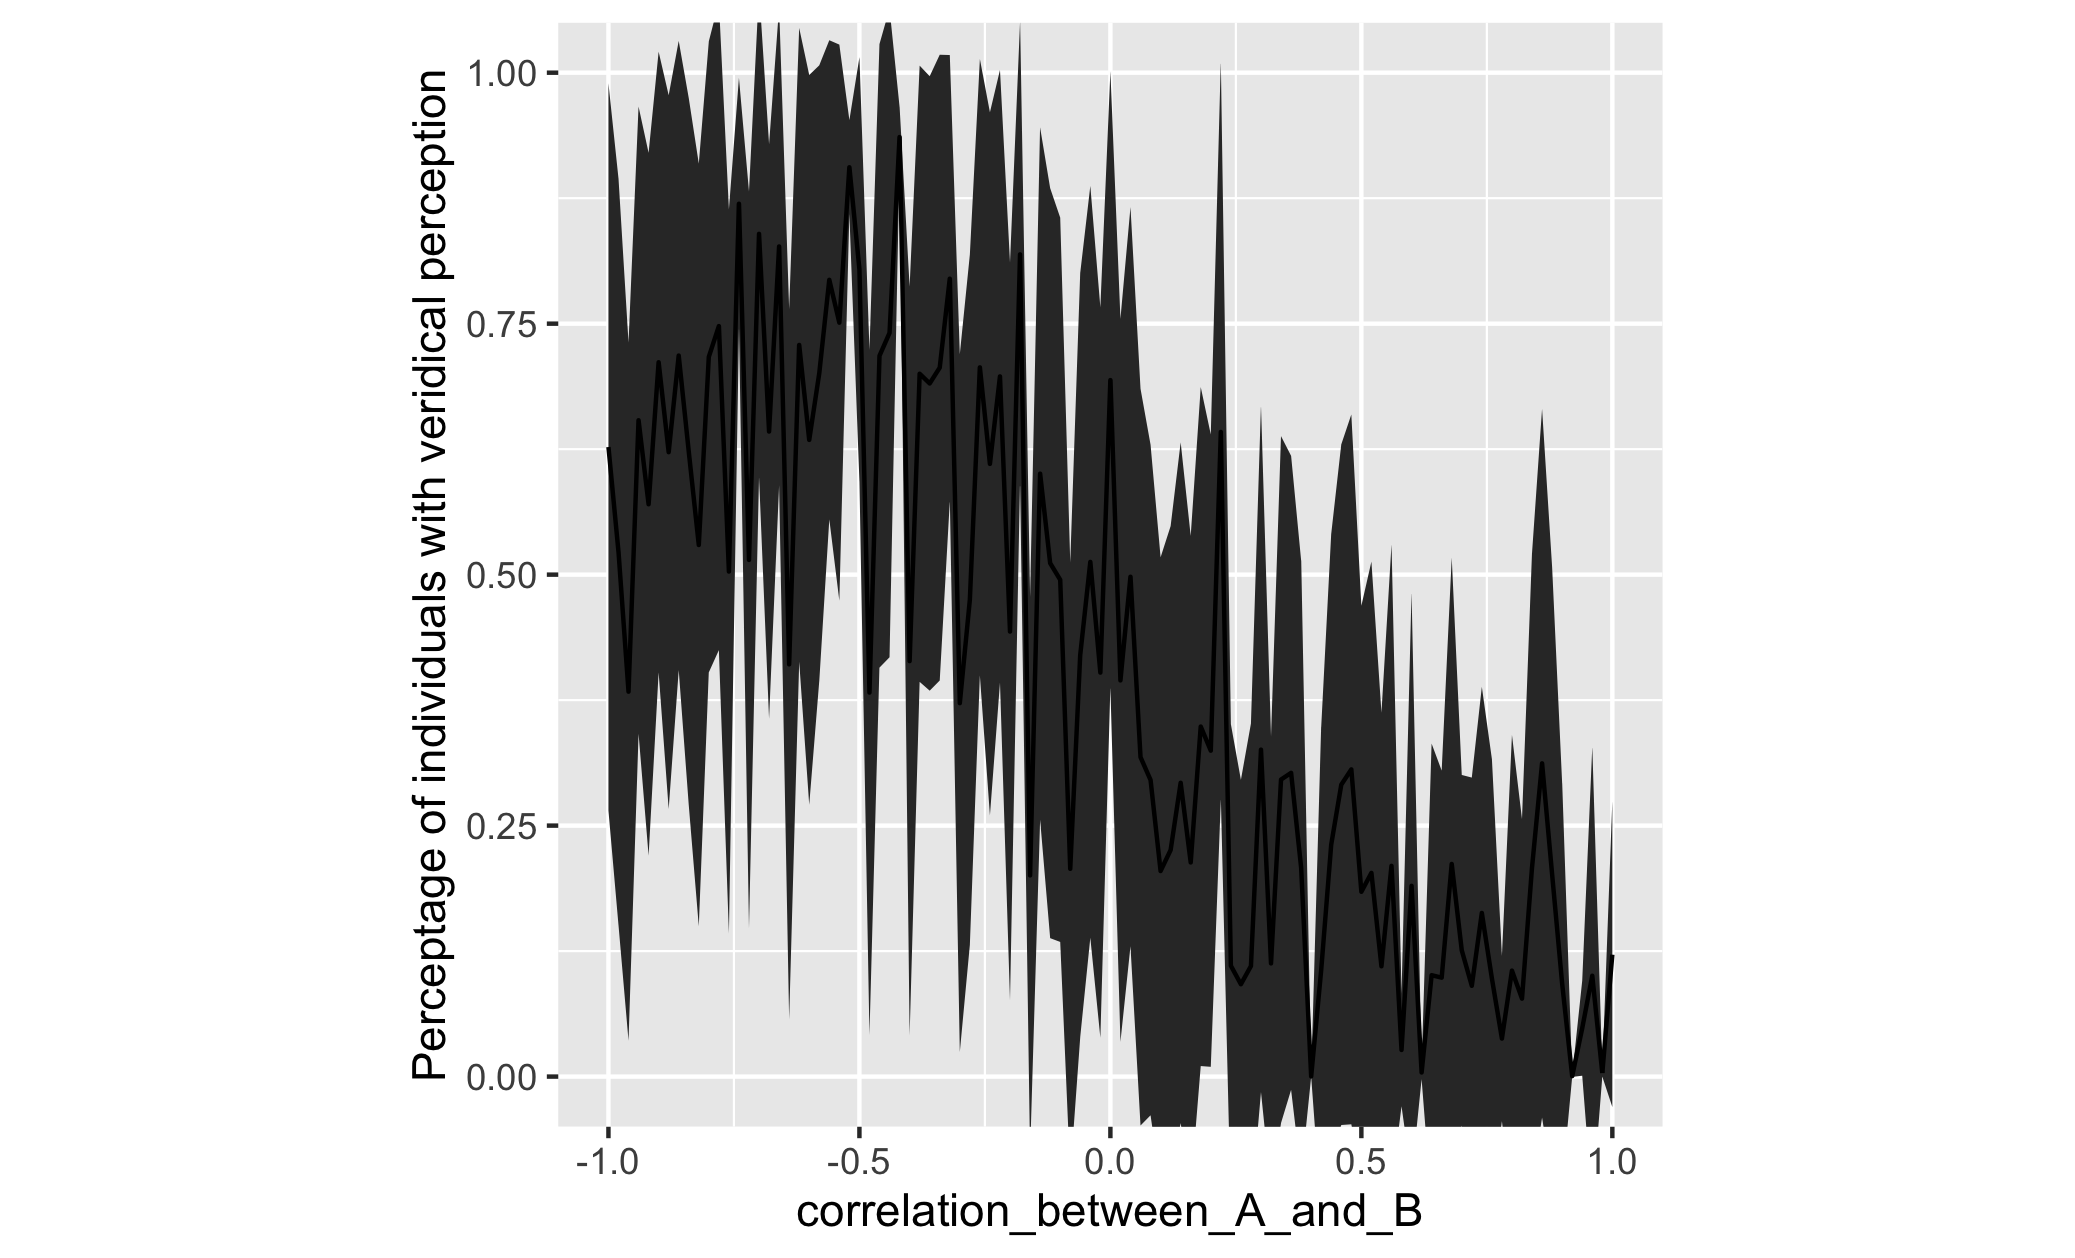 Perceptage of individuals with veridical perception
1.00
0.75
0.50
0.25
0.00
-1.0 -0.5 0.0 0.5 1.0
correlation_between_A_and_B